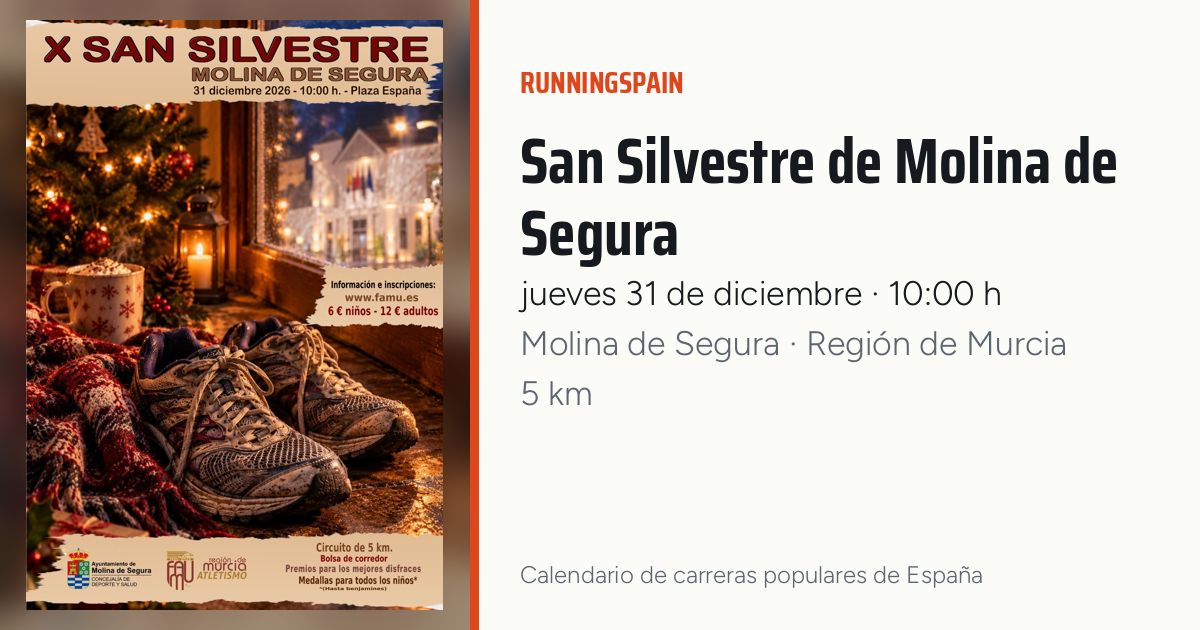 X SAN SILVESTRE
MOLINA DE SEGURA
31 diciembre 2026 - 10:00 h. - Plaza España
Información e inscripciones:
www.famu.es
6 € niños - 12 € adultos
Ayuntamiento de
Molina de Segura
CONCEJALÍA DE
DEPORTE Y SALUD
FAMU
región de
murcia
ATLETISMO
Circuito de 5 km.
Bolsa de corredor
Premios para los mejores disfraces
Medallas para todos los niños*
*(Hasta benjamines)
RUNNINGSPAIN
San Silvestre de Molina de
Segura
jueves 31 de diciembre · 10:00 h
Molina de Segura · Región de Murcia
5 km
Calendario de carreras populares de España